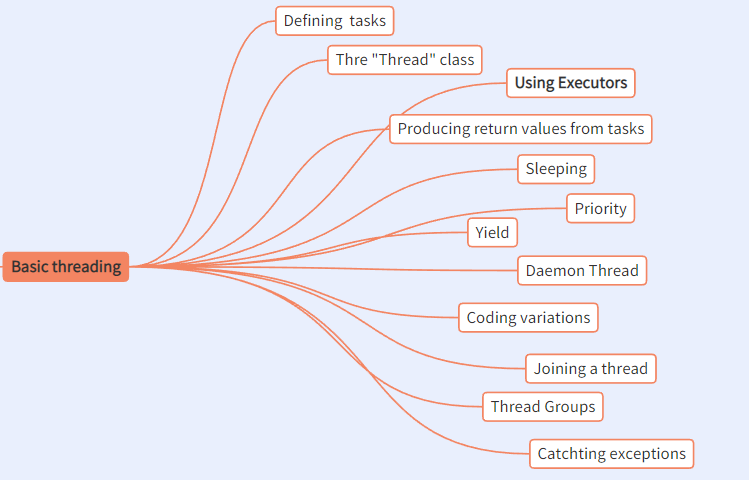 Defining tasks
Thre "Thread" class
Using Executors
Producing return values from tasks
Sleeping
Priority
Yield
Basic threading
Daemon Thread
Coding variations
Joining a thread
Thread Groups
Catchting exceptions